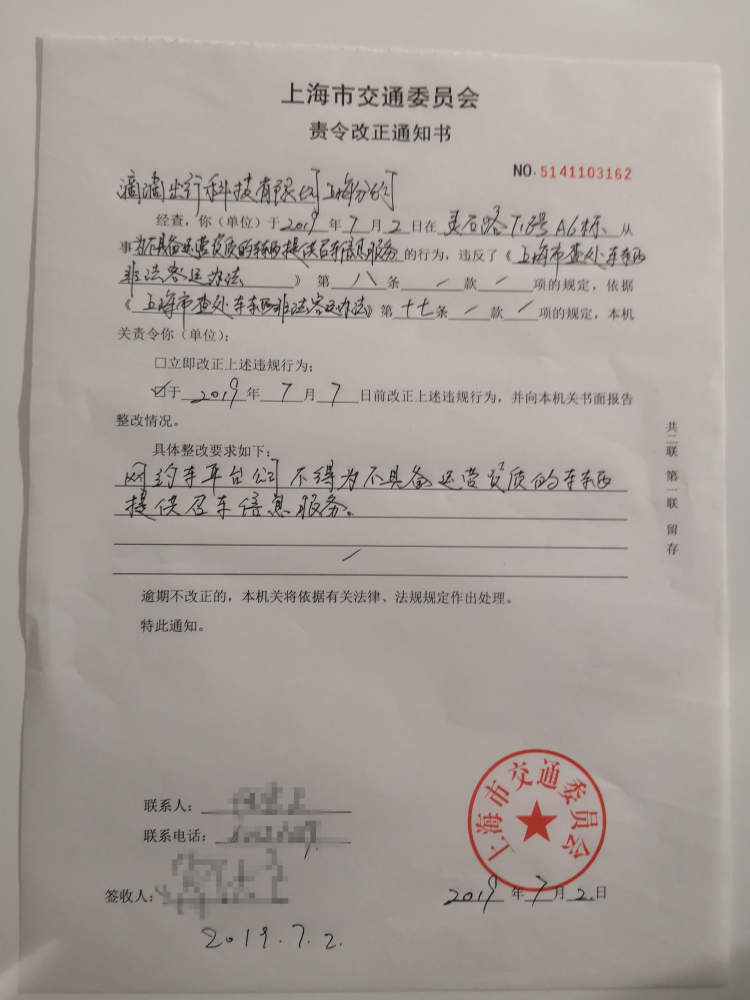 上海市交通委员会
责令改正通知书
NO.5141103162
滴滴出行科技有限公司上海分公司
经查,你(单位)于2019年7月2日在灵石路718号A6栋、从
事为不具备运营资质的车辆提供召车信息服务的行为,违反了《上海市查处车辆
非法客运办法》第八条/款/项的规定,依据
《上海市查处车辆非法客运办法》第十七条/款/项的规定,本机
关责令你(单位):
□立即改正上述违规行为;
☑于2019年7月7日前改正上述违规行为,并向本机关书面报告
整改情况。
具体整改要求如下:
网约车平台公司不得为不具备运营资质的车辆
提供召车信息服务。
/
逾期不改正的,本机关将依据有关法律、法规规定作出处理。
特此通知。
共二联 第一联 留存
联系人:
联系电话:
签收人:
2019.7.2.
上海市交通委员会
2019年7月2日